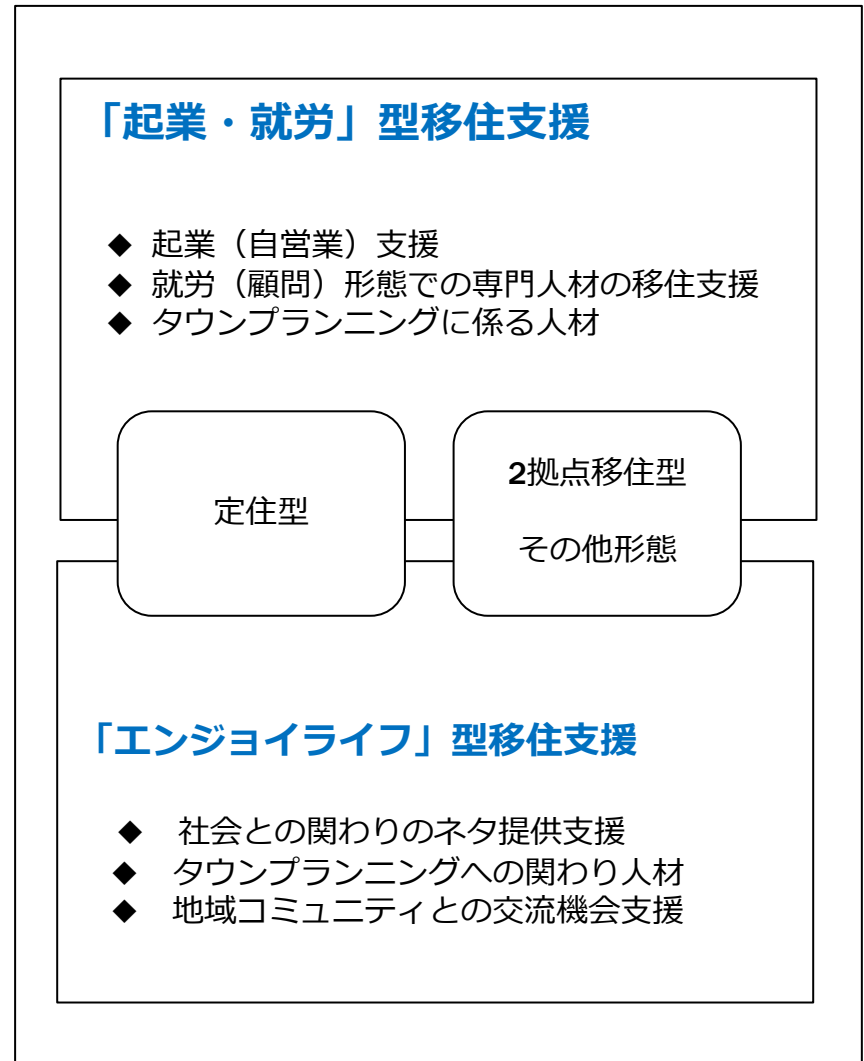 「起業・就労」型移住支援
◆ 起業（自営業）支援
◆ 就労（顧問）形態での専門人材の移住支援
◆ タウンプランニングに係る人材
定住型
2拠点移住型
その他形態
「エンジョイライフ」型移住支援
◆ 社会との関わりのネタ提供支援
◆ タウンプランニングへの関わり人材
◆ 地域コミュニティとの交流機会支援